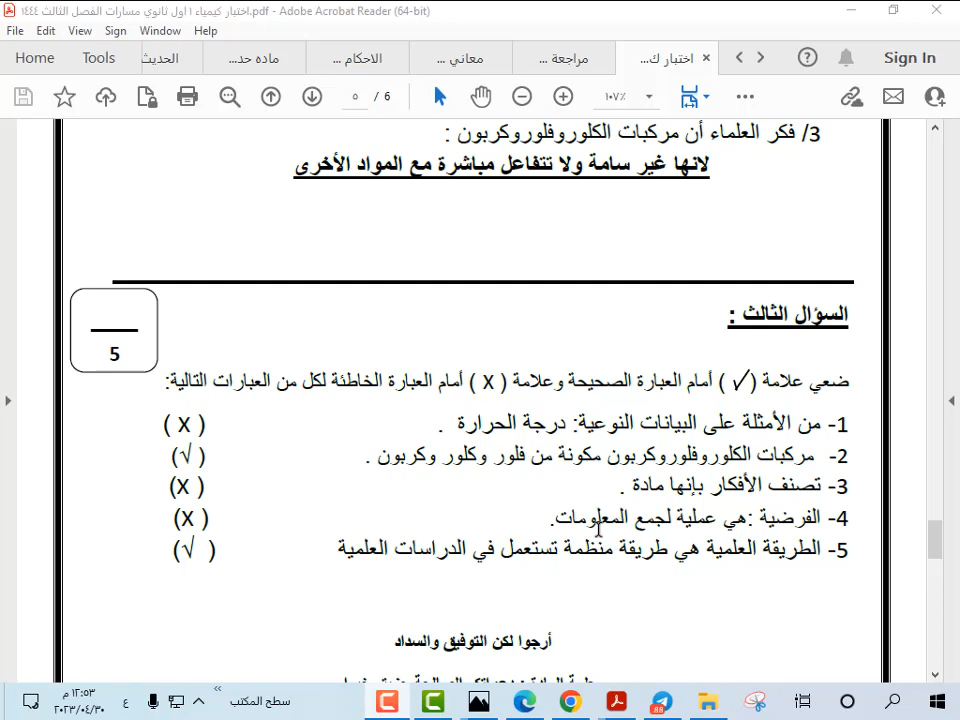 اختبار كيمياء ١ اول ثانوي مسارات الفصل الثالث ١٤٤٤.pdf - Adobe Acrobat Reader (64-bit)
File Edit View Sign Window Help
Home Tools الحديث ماده حد... الاحكام ... معاني ... مراجعة ... اختبار ك... × Sign In
٥ / 6 ١٠٧٪
3/ فكر العلماء أن مركبات الكلوروفلوروكربون :
لانها غير سامة ولا تتفاعل مباشرة مع المواد الأخرى
السؤال الثالث :
5
ضعي علامة (√ ) أمام العبارة الصحيحة وعلامة ( X ) أمام العبارة الخاطئة لكل من العبارات التالية:
1- من الأمثلة على البيانات النوعية: درجة الحرارة . ( X )
2- مركبات الكلوروفلوروكربون مكونة من فلور وكلور وكربون . (√ )
3- تصنف الأفكار بإنها مادة . (X )
4- الفرضية :هي عملية لجمع المعلومات. (X )
5- الطريقة العلمية هي طريقة منظمة تستعمل في الدراسات العلمية (√ )
أرجوا لكن التوفيق والسداد
١٢:٥٣ م
٢٠٢٣/٠٤/٣٠
ع
سطح المكتب
88